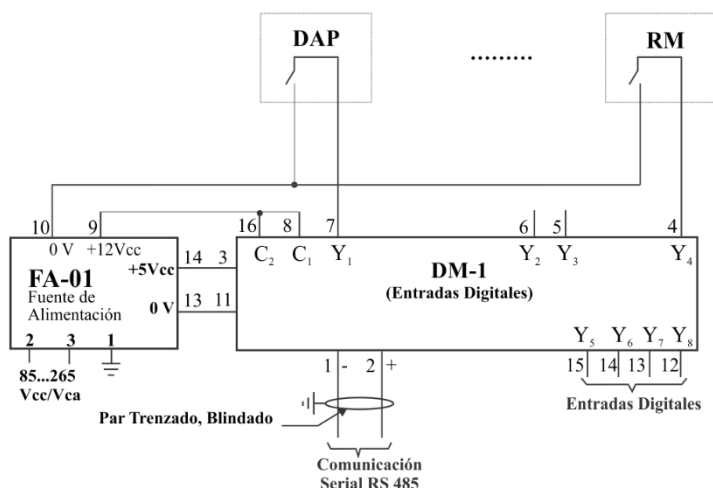 DAP
.........
RM
10
9
16
8
7
6
5
4
0 V
+12Vcc
C₂
C₁
Y₁
Y₂
Y₃
Y₄
FA-01
Fuente de
Alimentación
+5Vcc
14
3
0 V
13
11
DM-1
(Entradas Digitales)
2
3
1
85...265
Vcc/Vca
Y₅
Y₆
Y₇
Y₈
15
14
13
12
1
-
2
+
Entradas Digitales
Par Trenzado, Blindado
Comunicación
Serial RS 485